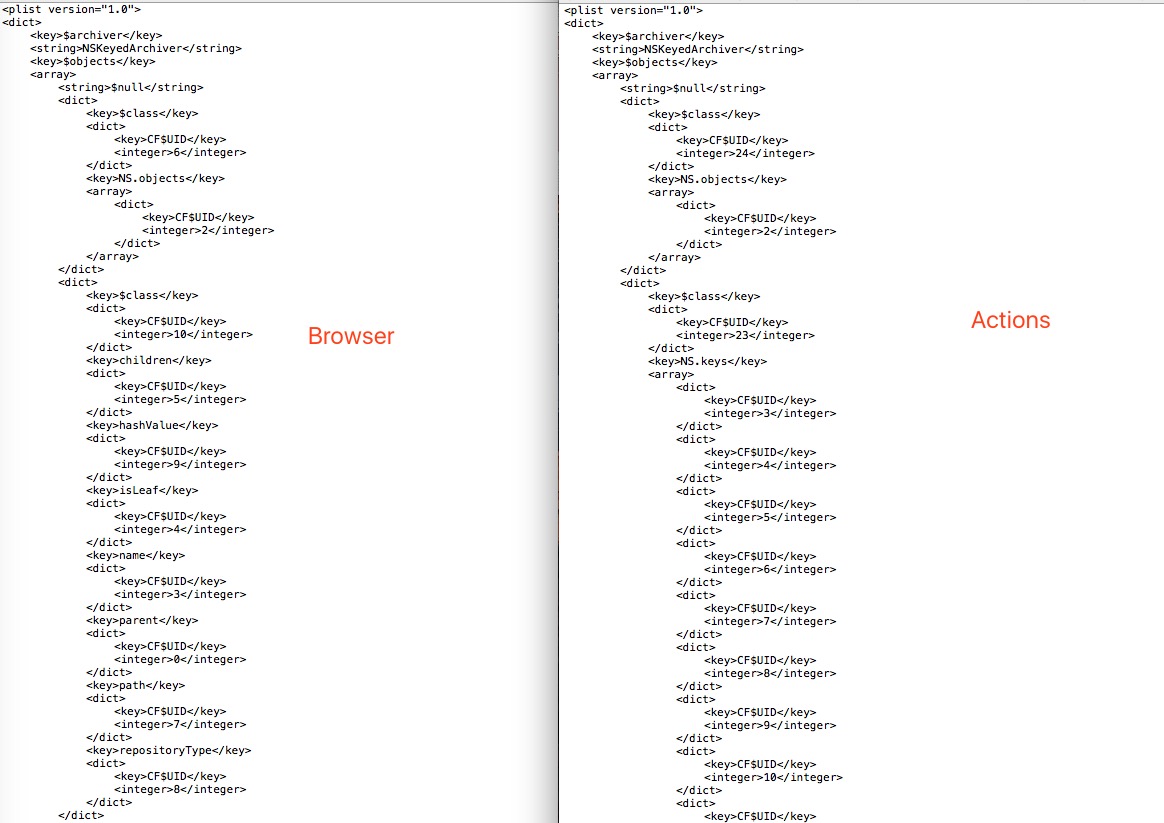 <plist version="1.0">
<dict>
<key>$archiver</key>
<string>NSKeyedArchiver</string>
<key>$objects</key>
<array>
<string>$null</string>
<dict>
<key>$class</key>
<dict>
<key>CF$UID</key>
<integer>6</integer>
</dict>
<key>NS.objects</key>
<array>
<dict>
<key>CF$UID</key>
<integer>2</integer>
</dict>
</array>
</dict>
<dict>
<key>$class</key>
<dict>
<key>CF$UID</key>
<integer>10</integer>
</dict>
<key>children</key>
<dict>
<key>CF$UID</key>
<integer>5</integer>
</dict>
<key>hashValue</key>
<dict>
<key>CF$UID</key>
<integer>9</integer>
</dict>
<key>isLeaf</key>
<dict>
<key>CF$UID</key>
<integer>4</integer>
</dict>
<key>name</key>
<dict>
<key>CF$UID</key>
<integer>3</integer>
</dict>
<key>parent</key>
<dict>
<key>CF$UID</key>
<integer>0</integer>
</dict>
<key>path</key>
<dict>
<key>CF$UID</key>
<integer>7</integer>
</dict>
<key>repositoryType</key>
<dict>
<key>CF$UID</key>
<integer>8</integer>
</dict>
</dict>
Browser
<plist version="1.0">
<dict>
<key>$archiver</key>
<string>NSKeyedArchiver</string>
<key>$objects</key>
<array>
<string>$null</string>
<dict>
<key>$class</key>
<dict>
<key>CF$UID</key>
<integer>24</integer>
</dict>
<key>NS.objects</key>
<array>
<dict>
<key>CF$UID</key>
<integer>2</integer>
</dict>
</array>
</dict>
<dict>
<key>$class</key>
<dict>
<key>CF$UID</key>
<integer>23</integer>
</dict>
<key>NS.keys</key>
<array>
<dict>
<key>CF$UID</key>
<integer>3</integer>
</dict>
<dict>
<key>CF$UID</key>
<integer>4</integer>
</dict>
<dict>
<key>CF$UID</key>
<integer>5</integer>
</dict>
<dict>
<key>CF$UID</key>
<integer>6</integer>
</dict>
<dict>
<key>CF$UID</key>
<integer>7</integer>
</dict>
<dict>
<key>CF$UID</key>
<integer>8</integer>
</dict>
<dict>
<key>CF$UID</key>
<integer>9</integer>
</dict>
<dict>
<key>CF$UID</key>
<integer>10</integer>
</dict>
<dict>
<key>CF$UID</key>
Actions